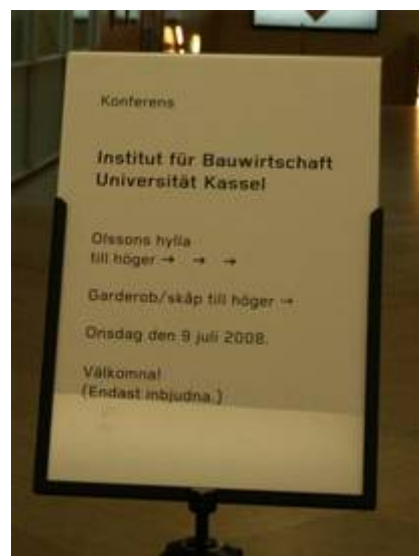 Konferens
Institut für Bauwirtschaft
Universität Kassel
Olssons hylla
till höger → → →
Garderob/skåp till höger →
Onsdag den 9 juli 2008.
Välkomna!
(Endast inbjudna.)